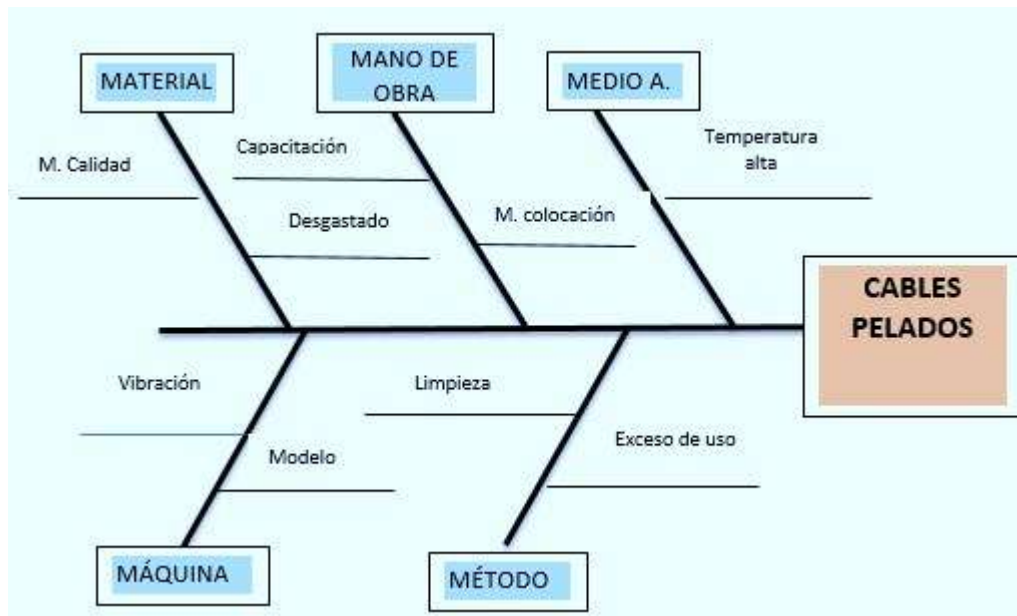 MATERIAL
MANO DE
OBRA
MEDIO A.
M. Calidad
Capacitación
Desgastado
M. colocación
Temperatura
alta
CABLES
PELADOS
Vibración
Modelo
Limpieza
Exceso de uso
MÁQUINA
MÉTODO